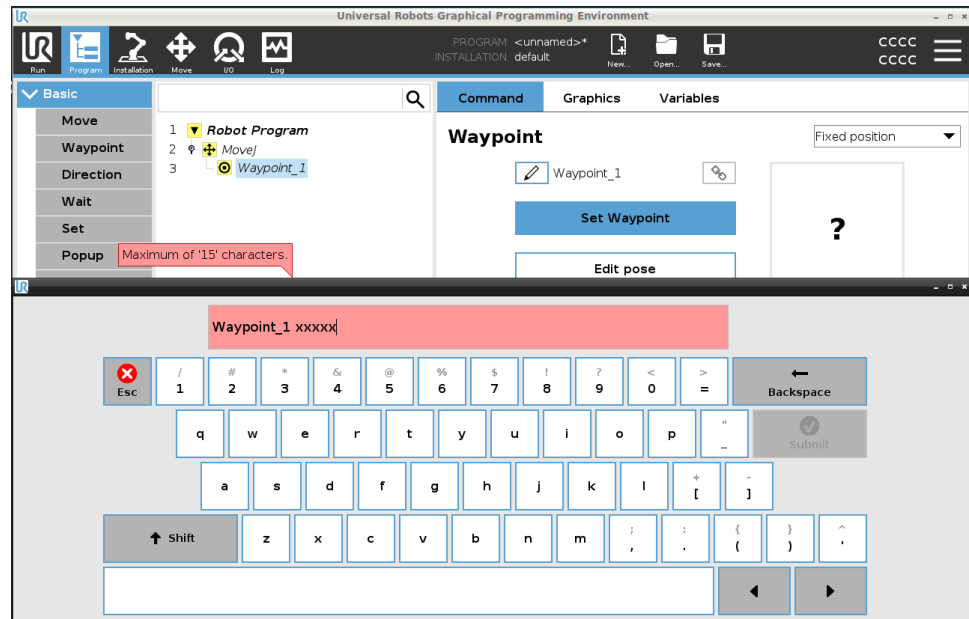 UR Universal Robots Graphical Programming Environment
UR
Run Program Installation Move I/O Log
PROGRAM <unnamed>*
INSTALLATION default
New... Open... Save...
cccc
cccc
Basic
Command Graphics Variables
Move
Waypoint
Direction
Wait
Set
Popup
1 Robot Program
2 MoveJ
3 Waypoint_1
Waypoint
Fixed position
Waypoint_1
Set Waypoint
?
Edit pose
Maximum of '15' characters.
UR
Waypoint_1 xxxxx
Esc
/ # * & @ % $ ! ? < >
1 2 3 4 5 6 7 8 9 0 =
Backspace
q w e r t y u i o p " _
Submit
a s d f g h j k l + [ - ]
Shift
z x c v b n m ; , : . { ( } ) ^ '